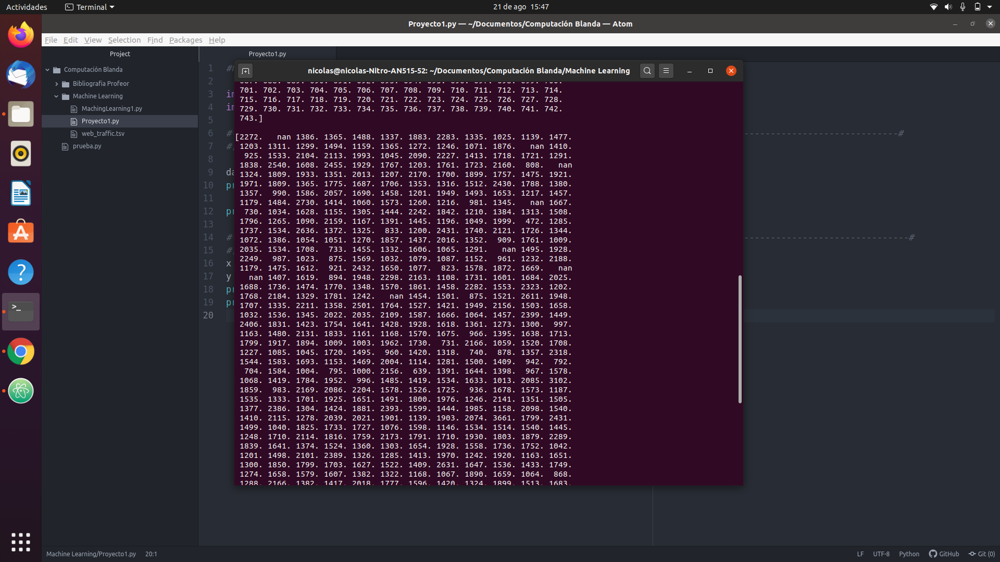 Actividades
Terminal
21 de ago 15:47
Proyecto1.py — ~/Documentos/Computación Blanda — Atom
File Edit View Selection Find Packages Help
Project
Proyecto1.py
Computación Blanda
Bibliografia Profeor
Machine Learning
MachingLearning1.py
Proyecto1.py
web_traffic.tsv
prueba.py
1 #
2
3 im
4 im
5
6 # ---------------------------------#
7 #
8
9 da
10 pr
11
12 pr
13
14 # ------------------------------------#
15 #
16 x
17 y
18 pr
19 pr
20
nicolas@nicolas-Nitro-AN515-52: ~/Documentos/Computación Blanda/Machine Learning
687. 688. 689. 690. 691. 692. 693. 694. 695. 696. 697. 698. 699. 700.
701. 702. 703. 704. 705. 706. 707. 708. 709. 710. 711. 712. 713. 714.
715. 716. 717. 718. 719. 720. 721. 722. 723. 724. 725. 726. 727. 728.
729. 730. 731. 732. 733. 734. 735. 736. 737. 738. 739. 740. 741. 742.
743.]
[2272. nan 1386. 1365. 1488. 1337. 1883. 2283. 1335. 1025. 1139. 1477.
1203. 1311. 1299. 1494. 1159. 1365. 1272. 1246. 1071. 1876. nan 1410.
925. 1533. 2104. 2113. 1993. 1045. 2090. 2227. 1413. 1718. 1721. 1291.
1838. 2540. 1608. 2455. 1929. 1767. 1203. 1761. 1723. 2160. 808. nan
1324. 1809. 1933. 1351. 2013. 1207. 2170. 1700. 1899. 1757. 1475. 1921.
1971. 1809. 1365. 1775. 1687. 1706. 1353. 1316. 1512. 2430. 1788. 1380.
1357. 990. 1586. 2057. 1690. 1458. 1201. 1949. 1493. 1653. 1217. 1457.
1179. 1484. 2730. 1414. 1060. 1573. 1260. 1216. 981. 1345. nan 1667.
730. 1034. 1628. 1155. 1305. 1444. 2242. 1842. 1210. 1384. 1313. 1508.
1796. 1265. 1090. 2159. 1167. 1391. 1445. 1196. 1049. 1999. 472. 1285.
1737. 1534. 2636. 1372. 1325. 833. 1200. 2431. 1740. 2121. 1726. 1344.
1072. 1386. 1054. 1051. 1270. 1857. 1437. 2016. 1352. 909. 1761. 1009.
2035. 1534. 1708. 733. 1455. 1332. 1606. 1065. 1291. nan 1495. 1928.
2249. 987. 1023. 875. 1569. 1032. 1079. 1087. 1152. 961. 1232. 2188.
1179. 1475. 1612. 921. 2432. 1650. 1077. 823. 1578. 1872. 1669. nan
nan 1407. 1619. 894. 1948. 2298. 2163. 1108. 1731. 1601. 1684. 2025.
1688. 1736. 1474. 1770. 1348. 1570. 1861. 1458. 2282. 1553. 2323. 1202.
1768. 2184. 1329. 1781. 1242. nan 1454. 1501. 875. 1521. 2611. 1948.
1707. 1335. 2211. 1358. 2501. 1764. 1527. 1421. 1949. 2156. 1503. 1658.
1032. 1536. 1345. 2022. 2035. 2109. 1587. 1666. 1064. 1457. 2399. 1449.
2406. 1831. 1423. 1754. 1641. 1428. 1928. 1618. 1361. 1273. 1300. 997.
1163. 1480. 2131. 1833. 1161. 1168. 1570. 1675. 966. 1395. 1638. 1713.
1799. 1917. 1894. 1009. 1003. 1962. 1730. 731. 2166. 1059. 1520. 1708.
1227. 1085. 1045. 1720. 1495. 960. 1420. 1318. 740. 878. 1357. 2318.
1544. 1583. 1693. 1153. 1469. 2004. 1114. 1281. 1500. 1409. 942. 792.
704. 1584. 1004. 795. 1000. 2156. 639. 1391. 1644. 1398. 967. 1578.
1068. 1419. 1784. 1952. 996. 1485. 1419. 1534. 1633. 1013. 2085. 3102.
1859. 983. 2169. 2086. 2204. 1578. 1526. 1725. 936. 1678. 1573. 1187.
1535. 1333. 1701. 1925. 1651. 1491. 1800. 1976. 1246. 2141. 1351. 1505.
1377. 2386. 1304. 1424. 1881. 2393. 1599. 1444. 1985. 1158. 2098. 1540.
1410. 2115. 1278. 2039. 2021. 1901. 1139. 1903. 2074. 3661. 1799. 2431.
1499. 1040. 1825. 1733. 1727. 1076. 1598. 1146. 1534. 1514. 1540. 1445.
1248. 1710. 2114. 1816. 1759. 2173. 1791. 1710. 1930. 1803. 1879. 2289.
1839. 1641. 1374. 1524. 1360. 1303. 1654. 1928. 1558. 1736. 1752. 1042.
1201. 1498. 2101. 2389. 1326. 1285. 1413. 1970. 1242. 1920. 1163. 1651.
1300. 1850. 1799. 1703. 1627. 1522. 1409. 2631. 1647. 1536. 1433. 1749.
1274. 1658. 1579. 1607. 1382. 1322. 1168. 1067. 1890. 1659. 1064. 868.
1288. 2166. 1382. 1417. 2018. 1777. 1596. 1420. 1324. 1899. 1513. 1683.
Machine Learning/Proyecto1.py 20:1
LF UTF-8 Python GitHub Git (0)